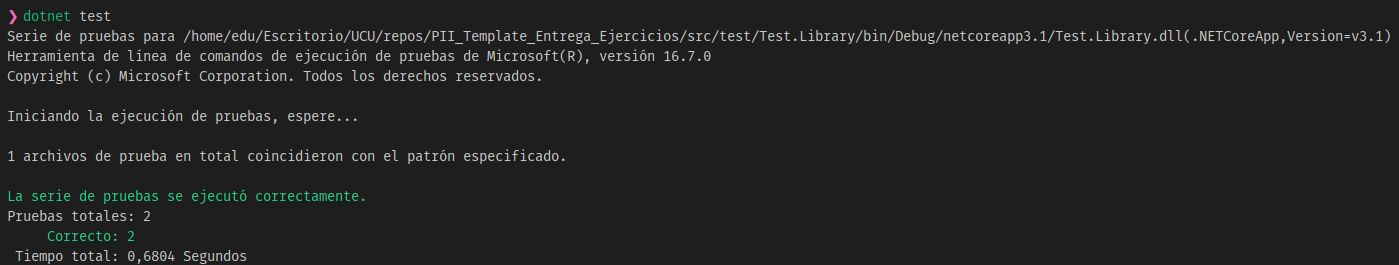 ❯ dotnet test
Serie de pruebas para /home/edu/Escritorio/UCU/repos/PII_Template_Entrega_Ejercicios/src/test/Test.Library/bin/Debug/netcoreapp3.1/Test.Library.dll(.NETCoreApp,Version=v3.1)
Herramienta de línea de comandos de ejecución de pruebas de Microsoft(R), versión 16.7.0
Copyright (c) Microsoft Corporation. Todos los derechos reservados.
Iniciando la ejecución de pruebas, espere...
1 archivos de prueba en total coincidieron con el patrón especificado.
La serie de pruebas se ejecutó correctamente.
Pruebas totales: 2
Correcto: 2
Tiempo total: 0,6804 Segundos